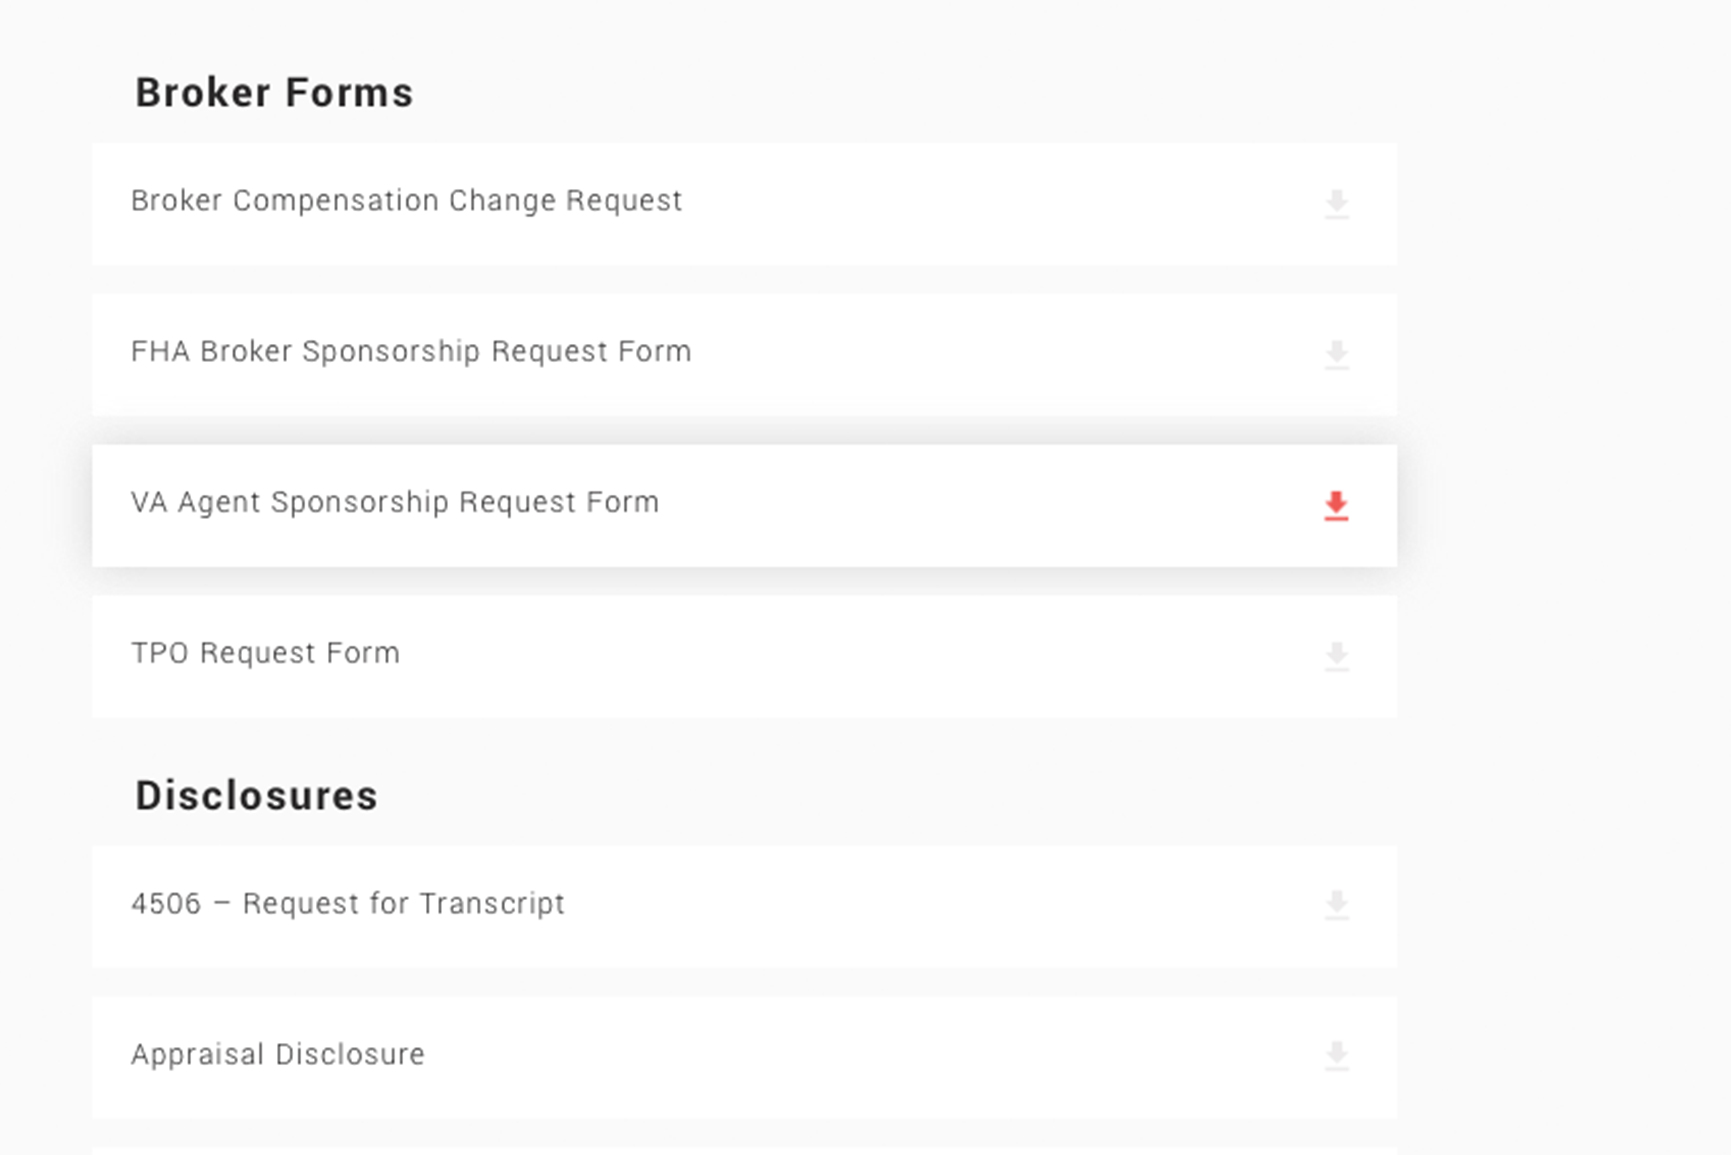 Broker Forms
Broker Compensation Change Request
FHA Broker Sponsorship Request Form
VA Agent Sponsorship Request Form
TPO Request Form
Disclosures
4506 – Request for Transcript
Appraisal Disclosure